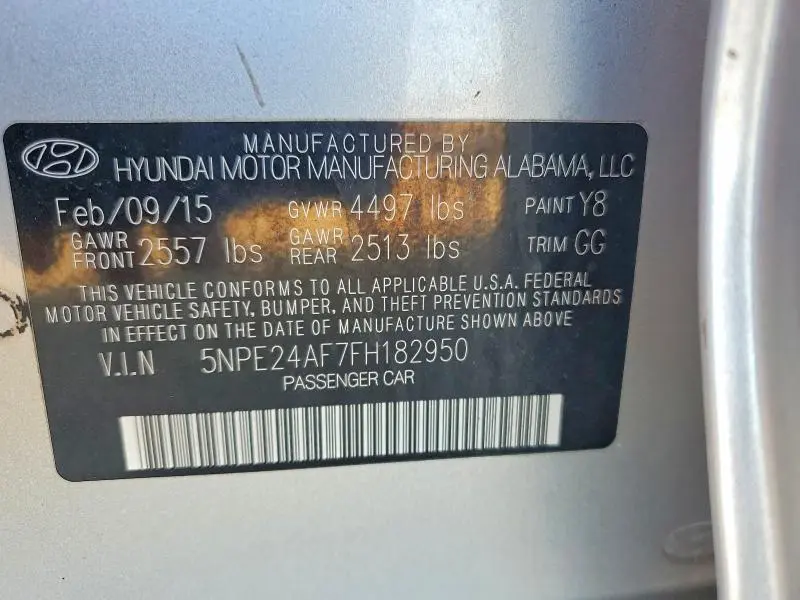 MANUFACTURED BY
HYUNDAI MOTOR MANUFACTURING ALABAMA, LLC
Feb/09/15 GVWR 4497 lbs PAINT Y8
GAWR FRONT 2557 lbs GAWR REAR 2513 lbs TRIM GG
THIS VEHICLE CONFORMS TO ALL APPLICABLE U.S.A. FEDERAL
MOTOR VEHICLE SAFETY, BUMPER, AND THEFT PREVENTION STANDARDS
IN EFFECT ON THE DATE OF MANUFACTURE SHOWN ABOVE
V.I.N 5NPE24AF7FH182950
PASSENGER CAR